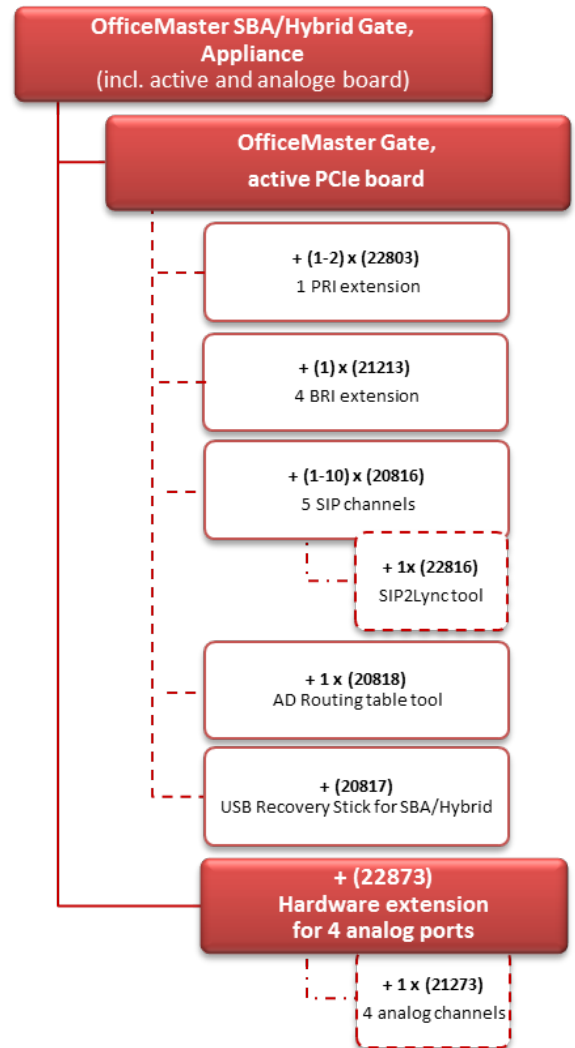 OfficeMaster SBA/Hybrid Gate,
Appliance
(incl. active and analoge board)
OfficeMaster Gate,
active PCIe board
+ (1-2) x (22803)
1 PRI extension
+ (1) x (21213)
4 BRI extension
+ (1-10) x (20816)
5 SIP channels
+ 1x (22816)
SIP2Lync tool
+ 1 x (20818)
AD Routing table tool
+ (20817)
USB Recovery Stick for SBA/Hybrid
+ (22873)
Hardware extension
for 4 analog ports
+ 1 x (21273)
4 analog channels